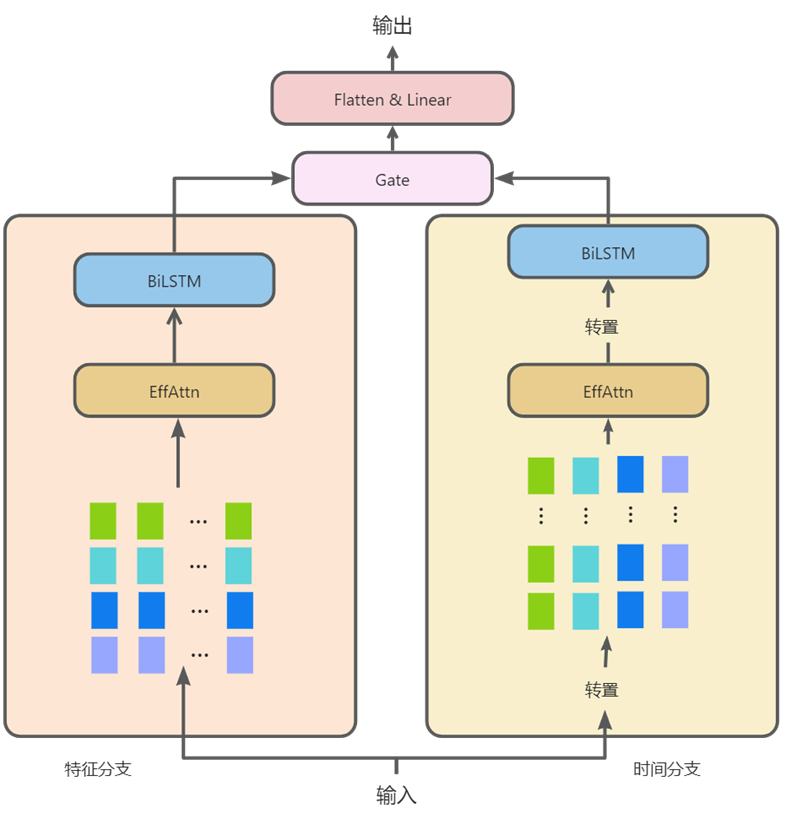 输出
Flatten & Linear
Gate
BiLSTM
BiLSTM
转置
EffAttn
EffAttn
...
...
...
...
转置
特征分支
时间分支
输入